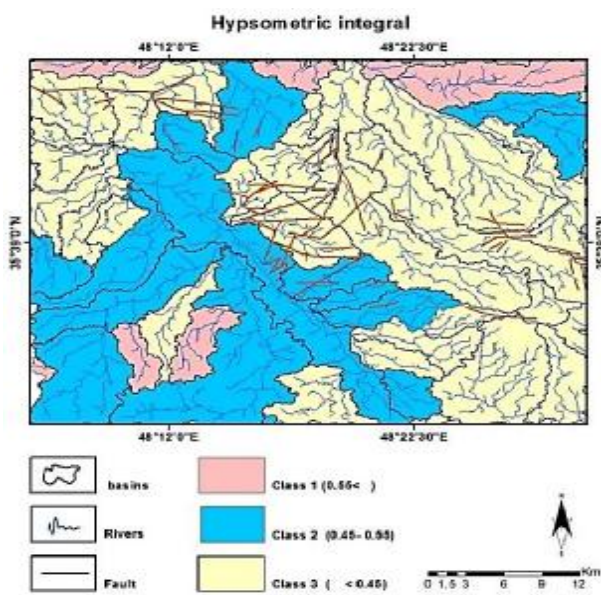 Hypsometric integral
48°12'0"E 48°22'30"E
35°39'0"N
48°12'0"E 48°22'30"E
basins
Class 1 (0.55< )
Rivers
Class 2 (0.45- 0.55)
Fault
Class 3 ( < 0.45)
Km
0 1.5 3 6 9 12